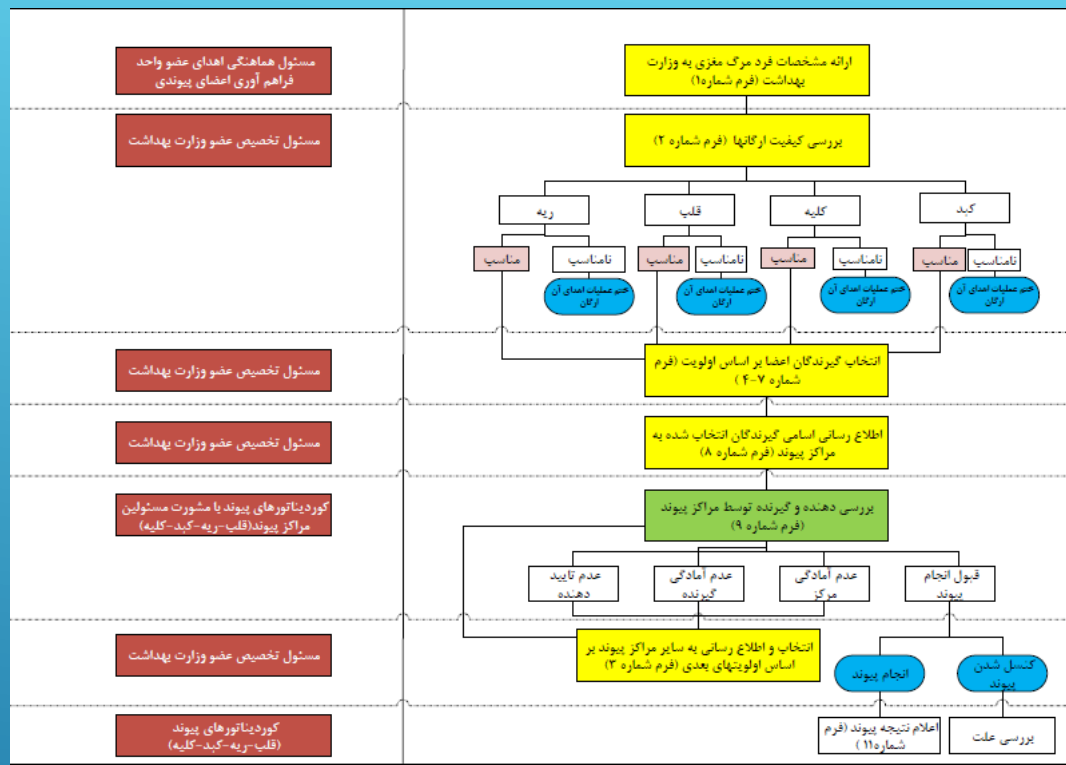 ارائه مشخصات فرد مرگ مغزی به وزارت
بهداشت (فرم شماره۱)
مسئول هماهنگی اهدای عضو واحد
فراهم آوری اعضای پیوندی
بررسی کیفیت ارگانها (فرم شماره ۲)
مسئول تخصیص عضو وزارت بهداشت
کبد
کلیه
قلب
ریه
نامناسب
مناسب
نامناسب
مناسب
نامناسب
مناسب
نامناسب
مناسب
ختم عملیات اهدای آن
ارگان
ختم عملیات اهدای آن
ارگان
ختم عملیات اهدای آن
ارگان
ختم عملیات اهدای آن
ارگان
انتخاب گیرندگان اعضا بر اساس اولویت (فرم
شماره ۷-۴ )
مسئول تخصیص عضو وزارت بهداشت
اطلاع رسانی اسامی گیرندگان انتخاب شده به
مراکز پیوند (فرم شماره ۸)
مسئول تخصیص عضو وزارت بهداشت
بررسی دهنده و گیرنده توسط مراکز پیوند
(فرم شماره ۹)
کوردیناتورهای پیوند با مشورت مسئولین
مراکز پیوند(قلب-ریه-کبد-کلیه)
قبول انجام
پیوند
عدم آمادگی
مرکز
عدم آمادگی
گیرنده
عدم تایید
دهنده
انتخاب و اطلاع رسانی به سایر مراکز پیوند بر
اساس اولویتهای بعدی (فرم شماره ۳)
مسئول تخصیص عضو وزارت بهداشت
کنسل شدن
پیوند
انجام پیوند
بررسی علت
اعلام نتیجه پیوند (فرم
شماره۱۱ )
کوردیناتورهای پیوند
(قلب-ریه-کبد-کلیه)